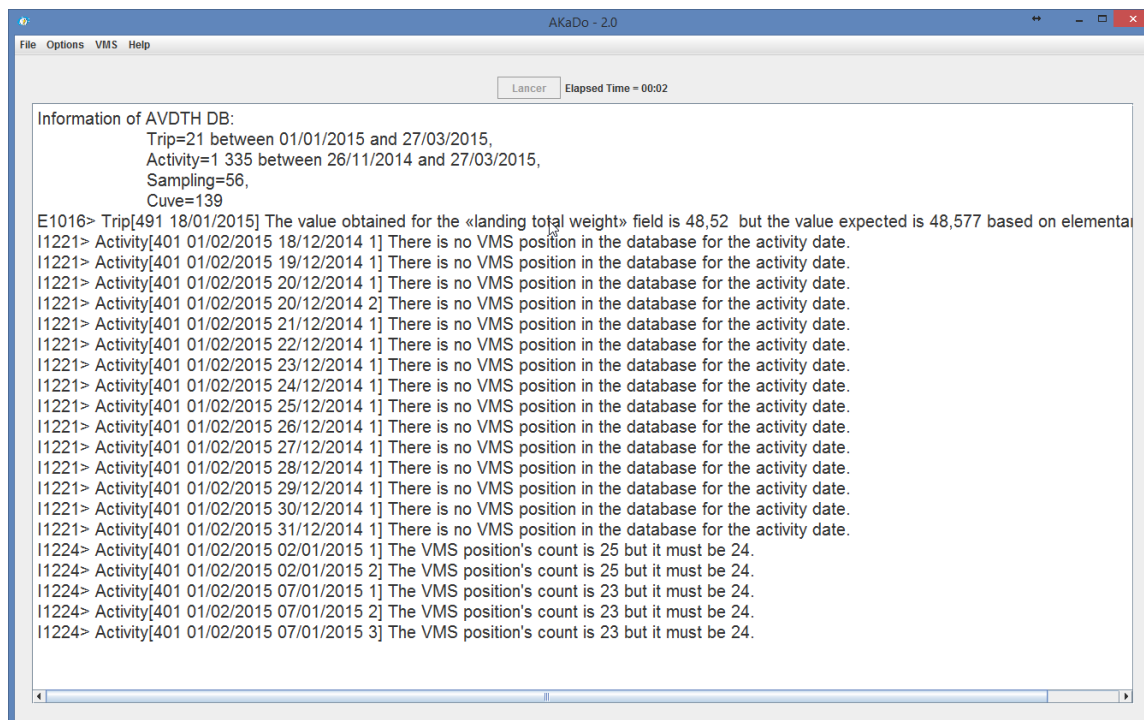 AKaDo - 2.0
File Options VMS Help
Lancer Elapsed Time = 00:02
Information of AVDTH DB:
Trip=21 between 01/01/2015 and 27/03/2015,
Activity=1 335 between 26/11/2014 and 27/03/2015,
Sampling=56,
Cuve=139
E1016> Trip[491 18/01/2015] The value obtained for the «landing total weight» field is 48,52 but the value expected is 48,577 based on elementa
I1221> Activity[401 01/02/2015 18/12/2014 1] There is no VMS position in the database for the activity date.
I1221> Activity[401 01/02/2015 19/12/2014 1] There is no VMS position in the database for the activity date.
I1221> Activity[401 01/02/2015 20/12/2014 1] There is no VMS position in the database for the activity date.
I1221> Activity[401 01/02/2015 20/12/2014 2] There is no VMS position in the database for the activity date.
I1221> Activity[401 01/02/2015 21/12/2014 1] There is no VMS position in the database for the activity date.
I1221> Activity[401 01/02/2015 22/12/2014 1] There is no VMS position in the database for the activity date.
I1221> Activity[401 01/02/2015 23/12/2014 1] There is no VMS position in the database for the activity date.
I1221> Activity[401 01/02/2015 24/12/2014 1] There is no VMS position in the database for the activity date.
I1221> Activity[401 01/02/2015 25/12/2014 1] There is no VMS position in the database for the activity date.
I1221> Activity[401 01/02/2015 26/12/2014 1] There is no VMS position in the database for the activity date.
I1221> Activity[401 01/02/2015 27/12/2014 1] There is no VMS position in the database for the activity date.
I1221> Activity[401 01/02/2015 28/12/2014 1] There is no VMS position in the database for the activity date.
I1221> Activity[401 01/02/2015 29/12/2014 1] There is no VMS position in the database for the activity date.
I1221> Activity[401 01/02/2015 30/12/2014 1] There is no VMS position in the database for the activity date.
I1221> Activity[401 01/02/2015 31/12/2014 1] There is no VMS position in the database for the activity date.
I1224> Activity[401 01/02/2015 02/01/2015 1] The VMS position's count is 25 but it must be 24.
I1224> Activity[401 01/02/2015 02/01/2015 2] The VMS position's count is 25 but it must be 24.
I1224> Activity[401 01/02/2015 07/01/2015 1] The VMS position's count is 23 but it must be 24.
I1224> Activity[401 01/02/2015 07/01/2015 2] The VMS position's count is 23 but it must be 24.
I1224> Activity[401 01/02/2015 07/01/2015 3] The VMS position's count is 23 but it must be 24.